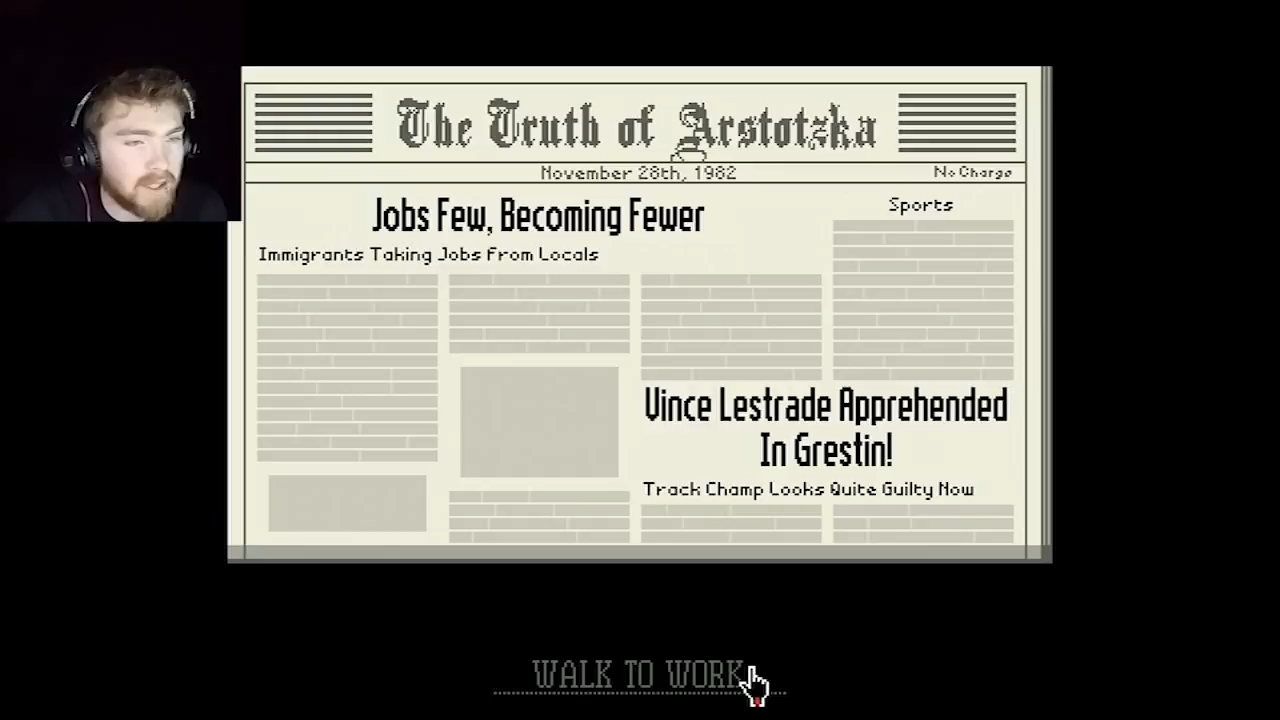 The Truth of Arstotzka
November 28th, 1982
No Charge
Jobs Few, Becoming Fewer
Immigrants Taking Jobs From Locals
Sports
Vince Lestrade Apprehended
In Grestin!
Track Champ Looks Quite Guilty Now
WALK TO WORK